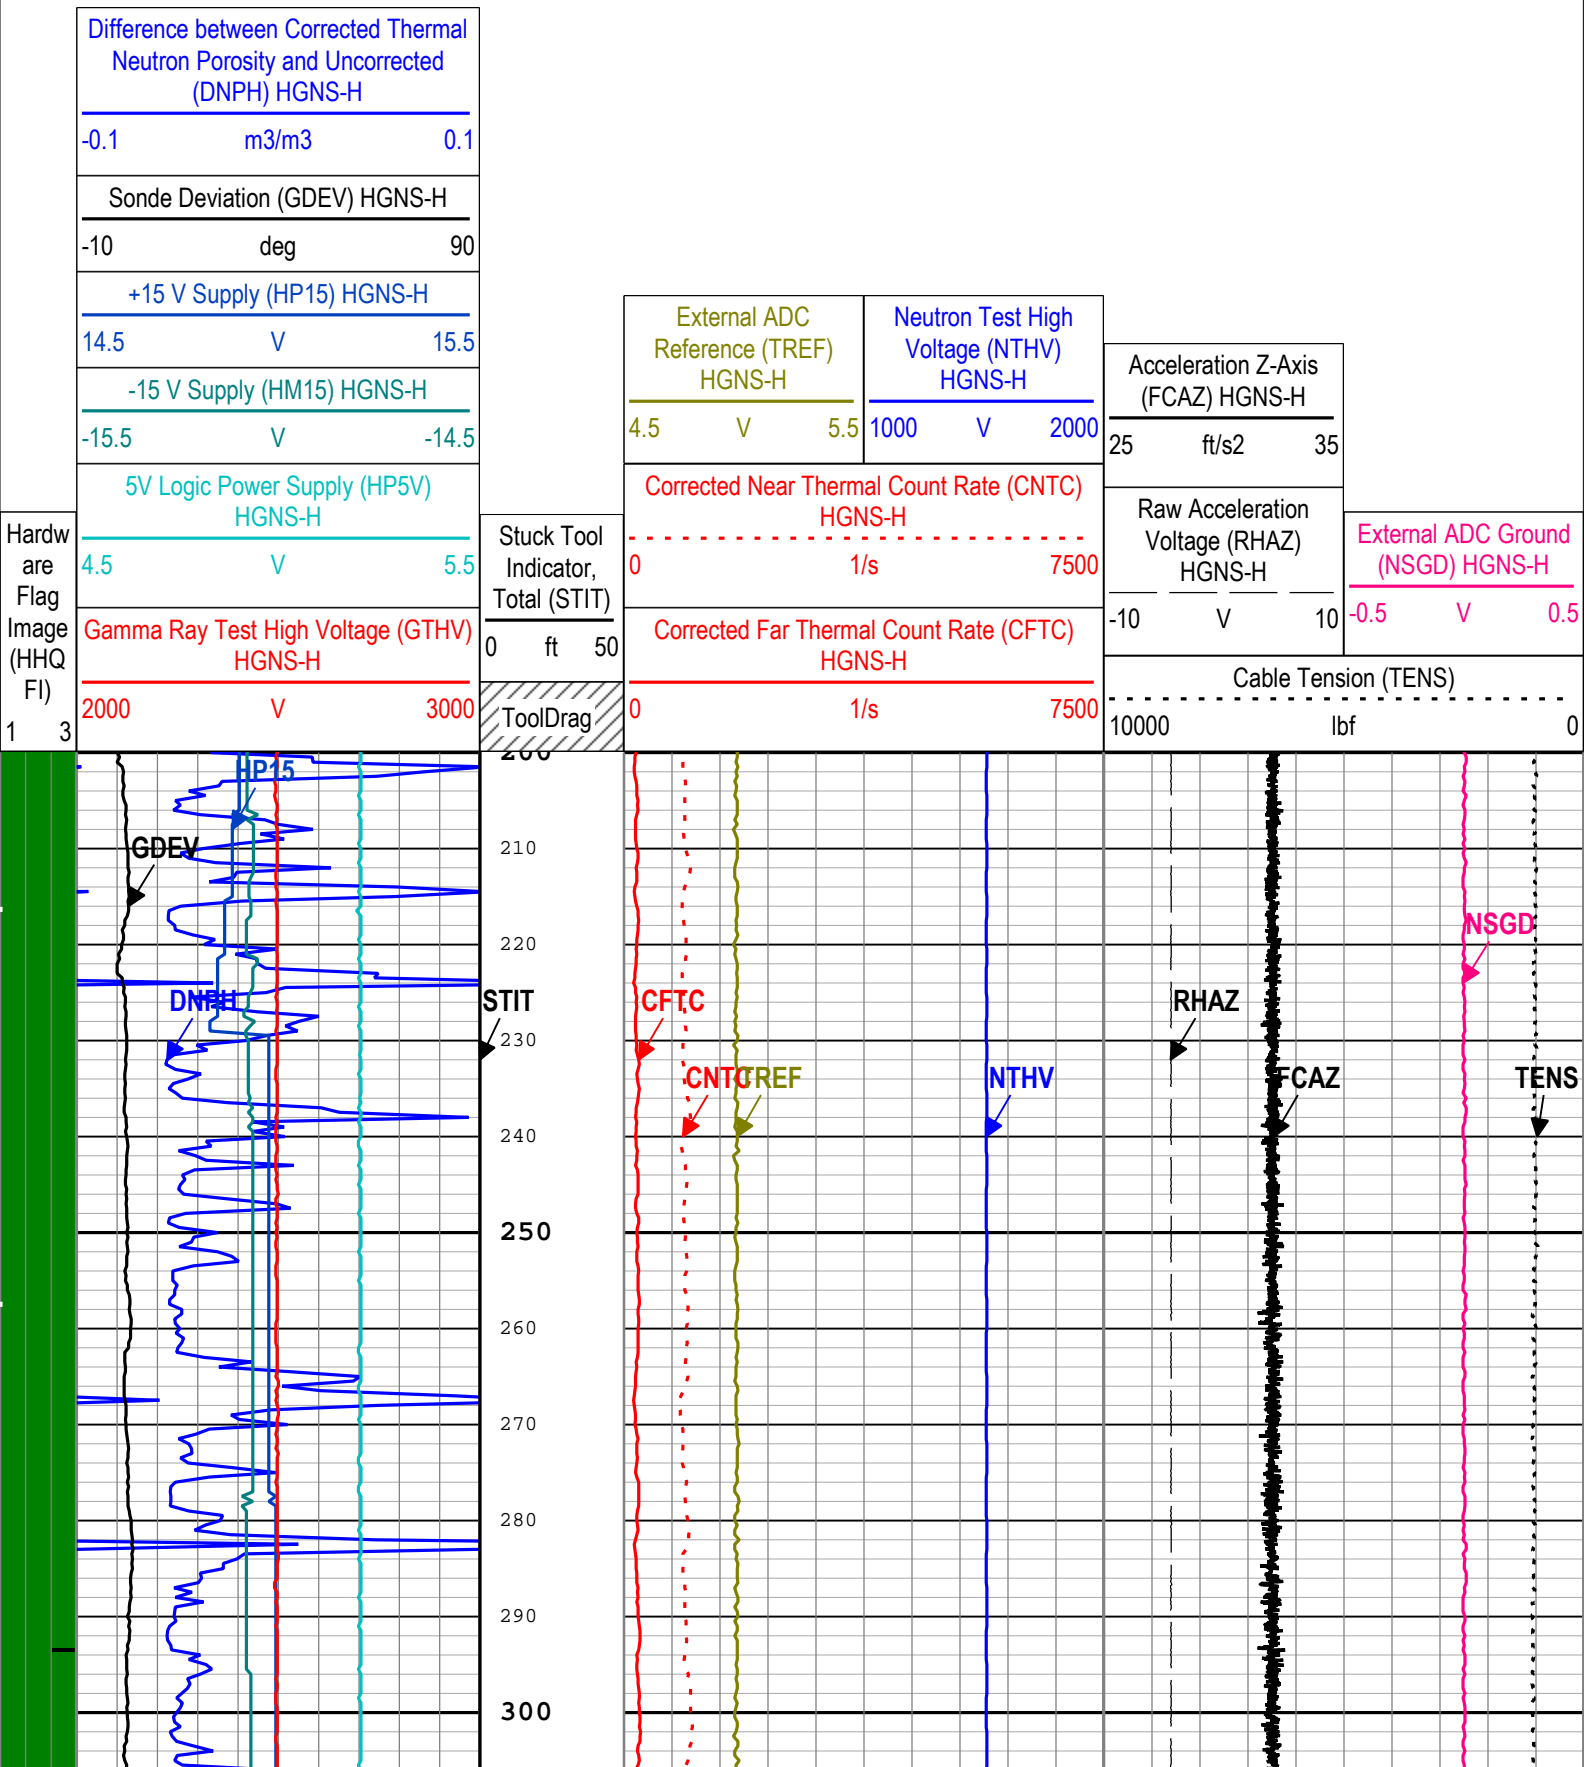 Difference between Corrected Thermal
Neutron Porosity and Uncorrected
(DNPH) HGNS-H
-0.1 m3/m3 0.1
Sonde Deviation (GDEV) HGNS-H
-10 deg 90
+15 V Supply (HP15) HGNS-H
14.5 V 15.5
-15 V Supply (HM15) HGNS-H
-15.5 V -14.5
5V Logic Power Supply (HP5V)
HGNS-H
4.5 V 5.5
Gamma Ray Test High Voltage (GTHV)
HGNS-H
2000 V 3000
Hardw
are
Flag
Image
(HHQ
FI)
1 3
Stuck Tool
Indicator,
Total (STIT)
0 ft 50
ToolDrag
External ADC
Reference (TREF)
HGNS-H
4.5 V 5.5
Neutron Test High
Voltage (NTHV)
HGNS-H
1000 V 2000
Corrected Near Thermal Count Rate (CNTC)
HGNS-H
0 1/s 7500
Corrected Far Thermal Count Rate (CFTC)
HGNS-H
0 1/s 7500
Acceleration Z-Axis
(FCAZ) HGNS-H
25 ft/s2 35
Raw Acceleration
Voltage (RHAZ)
HGNS-H
-10 V 10
External ADC Ground
(NSGD) HGNS-H
-0.5 V 0.5
Cable Tension (TENS)
10000 lbf 0
200
HP15
GDEV
210
NSGD
220
DNPH
STIT
CFTC
RHAZ
230
CNTC
TREF
NTHV
FCAZ
TENS
240
250
260
270
280
290
300